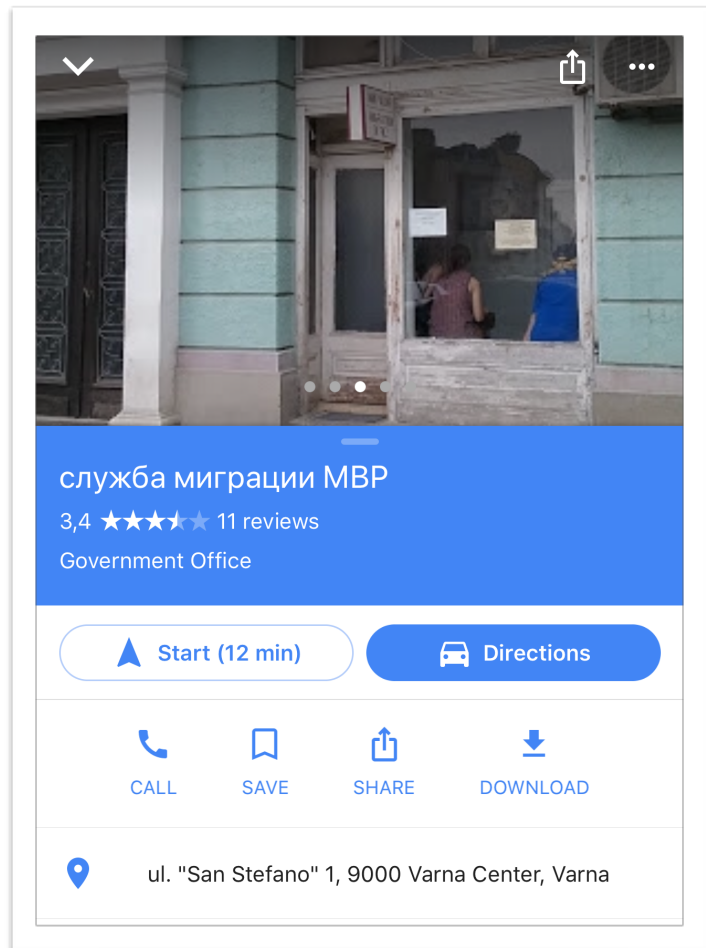 служба миграции МВР
3,4 11 reviews
Government Office
Start (12 min)
Directions
CALL
SAVE
SHARE
DOWNLOAD
ul. "San Stefano" 1, 9000 Varna Center, Varna